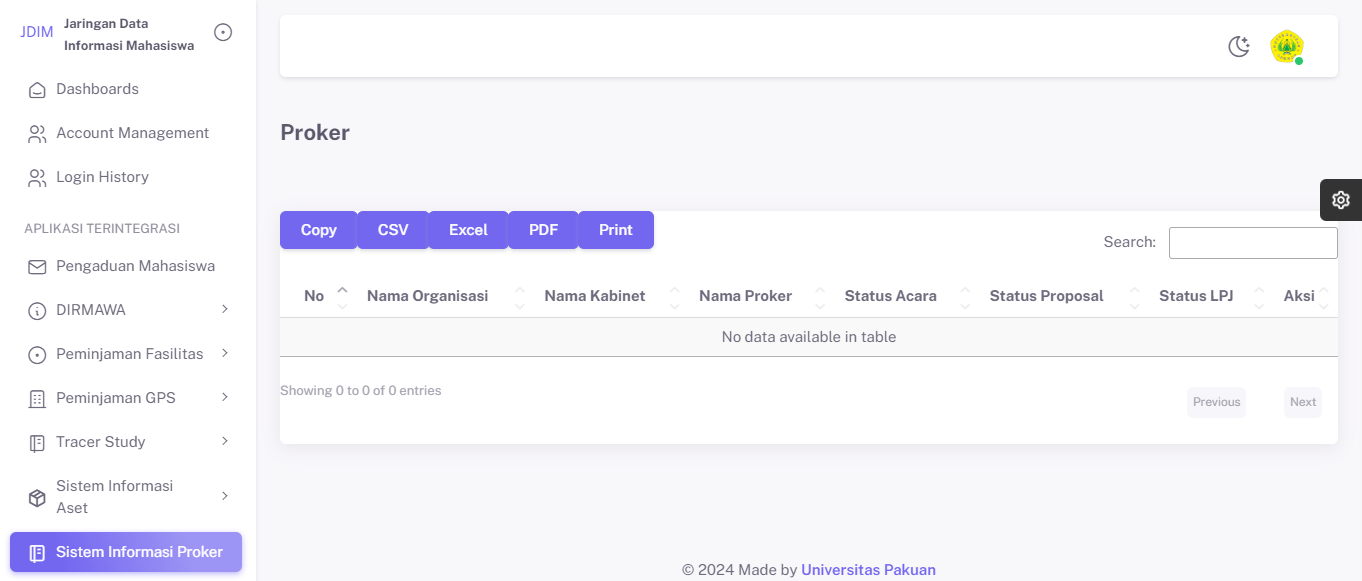 JDIM
Jaringan Data
Informasi Mahasiswa
Dashboards
Account Management
Login History
APLIKASI TERINTEGRASI
Pengaduan Mahasiswa
DIRMAWA
Peminjaman Fasilitas
Peminjaman GPS
Tracer Study
Sistem Informasi
Aset
Sistem Informasi Proker
Proker
Copy CSV Excel PDF Print
Search:
No Nama Organisasi Nama Kabinet Nama Proker Status Acara Status Proposal Status LPJ Aksi
No data available in table
Showing 0 to 0 of 0 entries
Previous Next
© 2024 Made by Universitas Pakuan